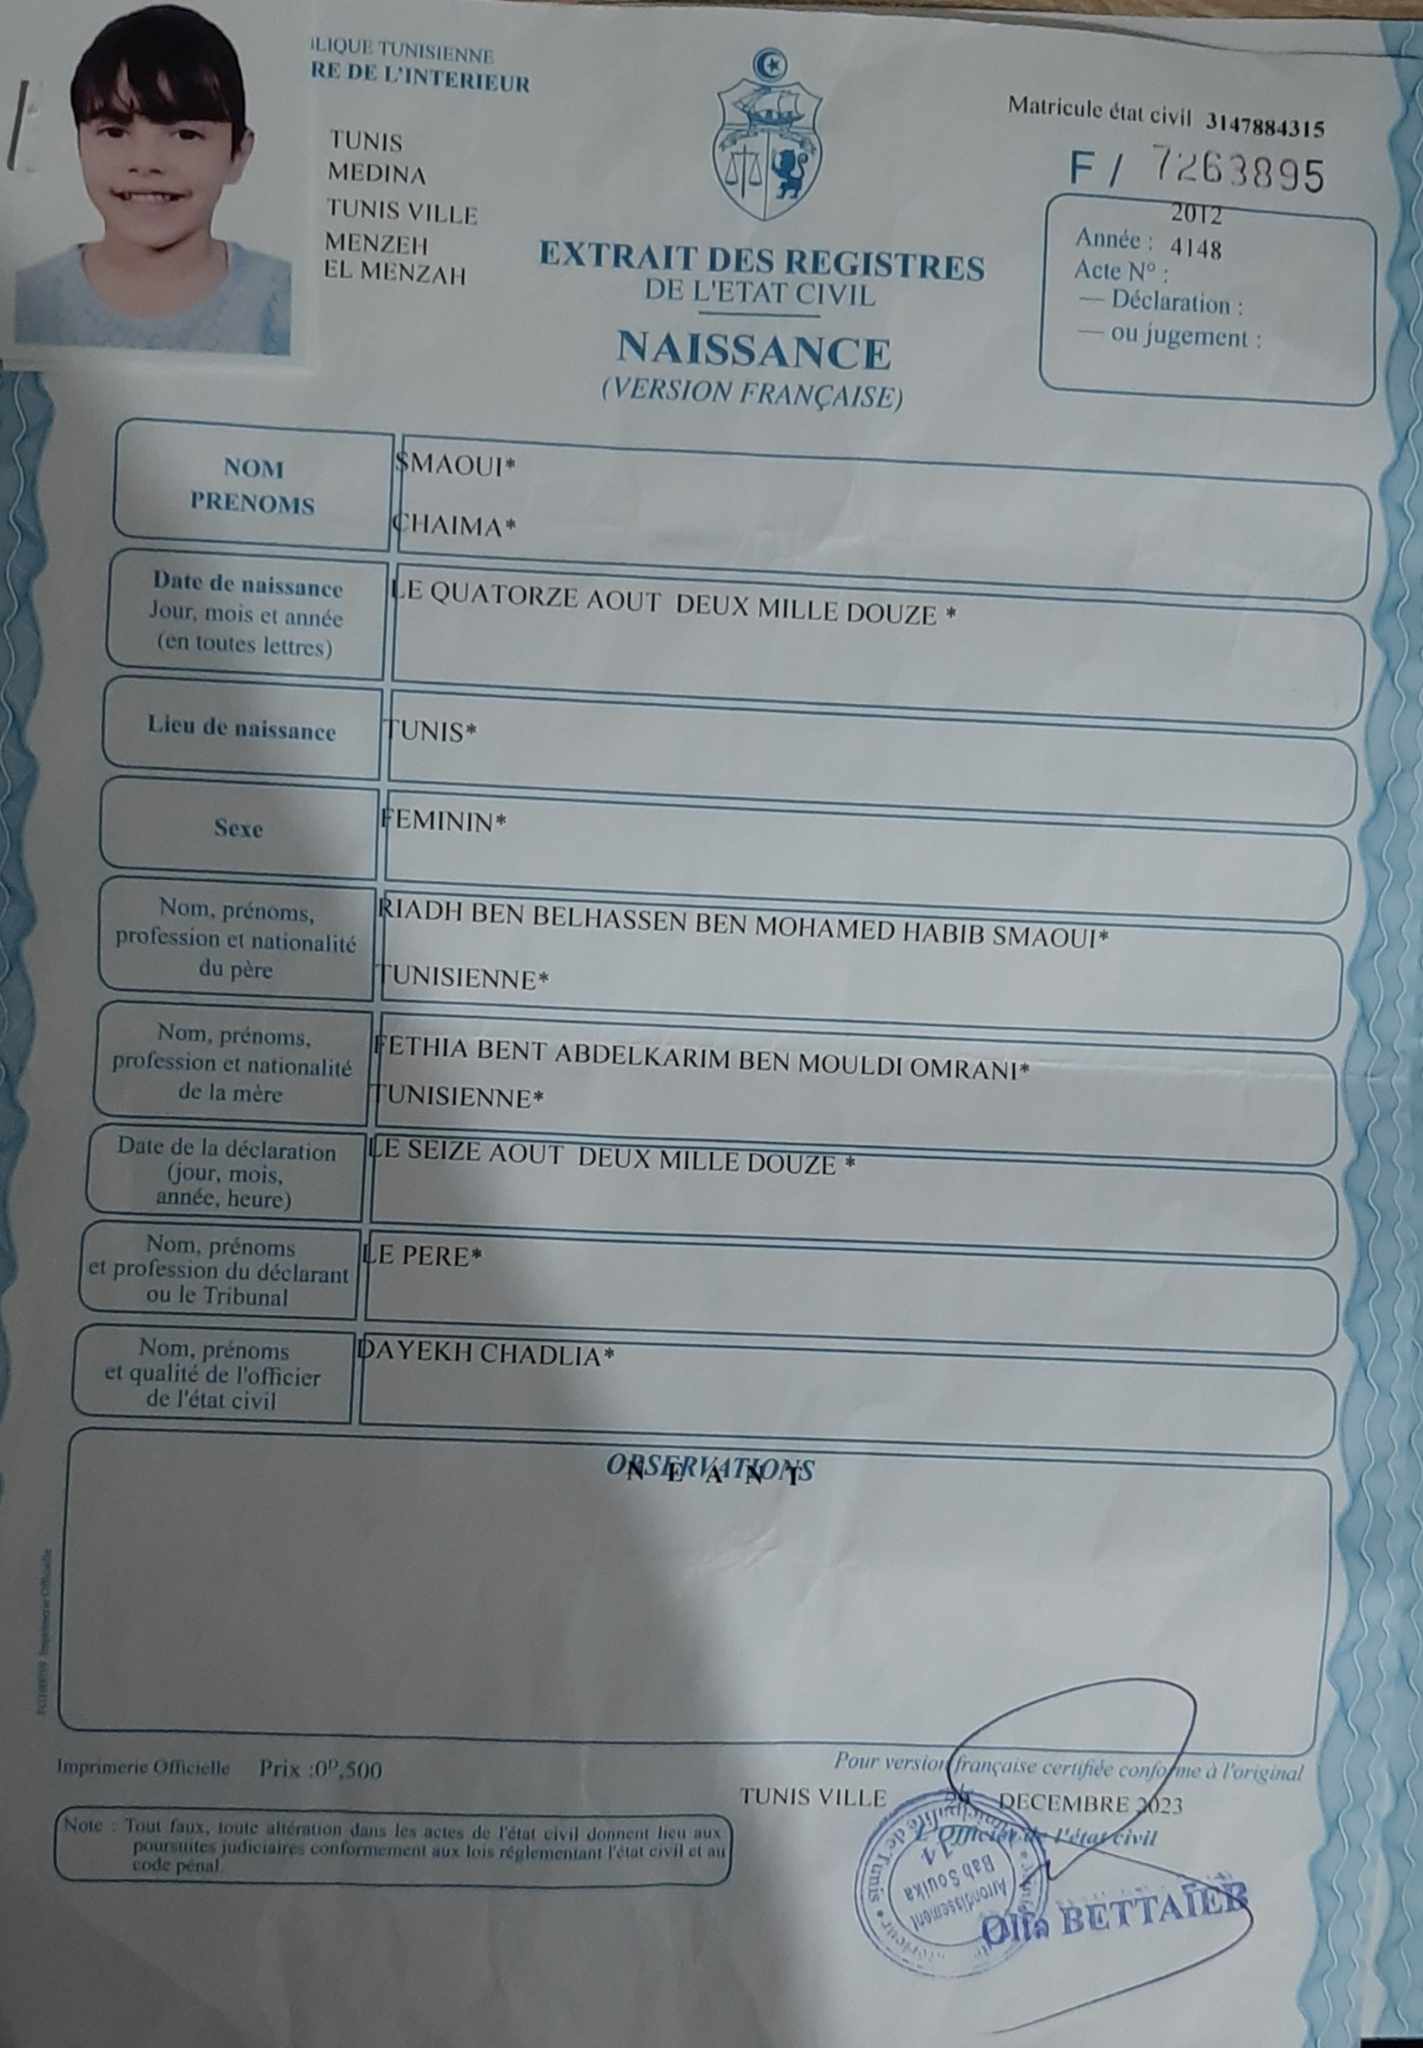 LIQUE TUNISIENNE
RE DE L'INTERIEUR
TUNIS
MEDINA
TUNIS VILLE
MENZEH
EL MENZAH
Matricule état civil 3147884315
F / 7263895
2012
Année : 4148
Acte N° :
— Déclaration :
— ou jugement :
EXTRAIT DES REGISTRES
DE L'ETAT CIVIL
NAISSANCE
(VERSION FRANÇAISE)
NOM
PRENOMS
SMAOUI*
CHAIMA*
Date de naissance
Jour, mois et année
(en toutes lettres)
LE QUATORZE AOUT DEUX MILLE DOUZE *
Lieu de naissance
TUNIS*
Sexe
FEMININ*
Nom, prénoms,
profession et nationalité
du père
RIADH BEN BELHASSEN BEN MOHAMED HABIB SMAOUI*
TUNISIENNE*
Nom, prénoms,
profession et nationalité
de la mère
FETHIA BENT ABDELKARIM BEN MOULDI OMRANI*
TUNISIENNE*
Date de la déclaration
(jour, mois,
année, heure)
LE SEIZE AOUT DEUX MILLE DOUZE *
Nom, prénoms
et profession du déclarant
ou le Tribunal
LE PERE*
Nom, prénoms
et qualité de l'officier
de l'état civil
DAYEKH CHADLIA*
OBSERVATIONS
N E A N T
Imprimerie Officielle Prix :0ᴰ,500
Pour version française certifiée conforme à l'original
TUNIS VILLE DECEMBRE 2023
L'Officier de l'état civil
Note : Tout faux, toute altération dans les actes de l'état civil donnent lieu aux
poursuites judiciaires conformement aux lois réglementant l'état civil et au
code pénal.
Municipalité de Tunis
Arrondissement
Bab Souika
Olfa BETTAÏEB
Imprimerie Officielle